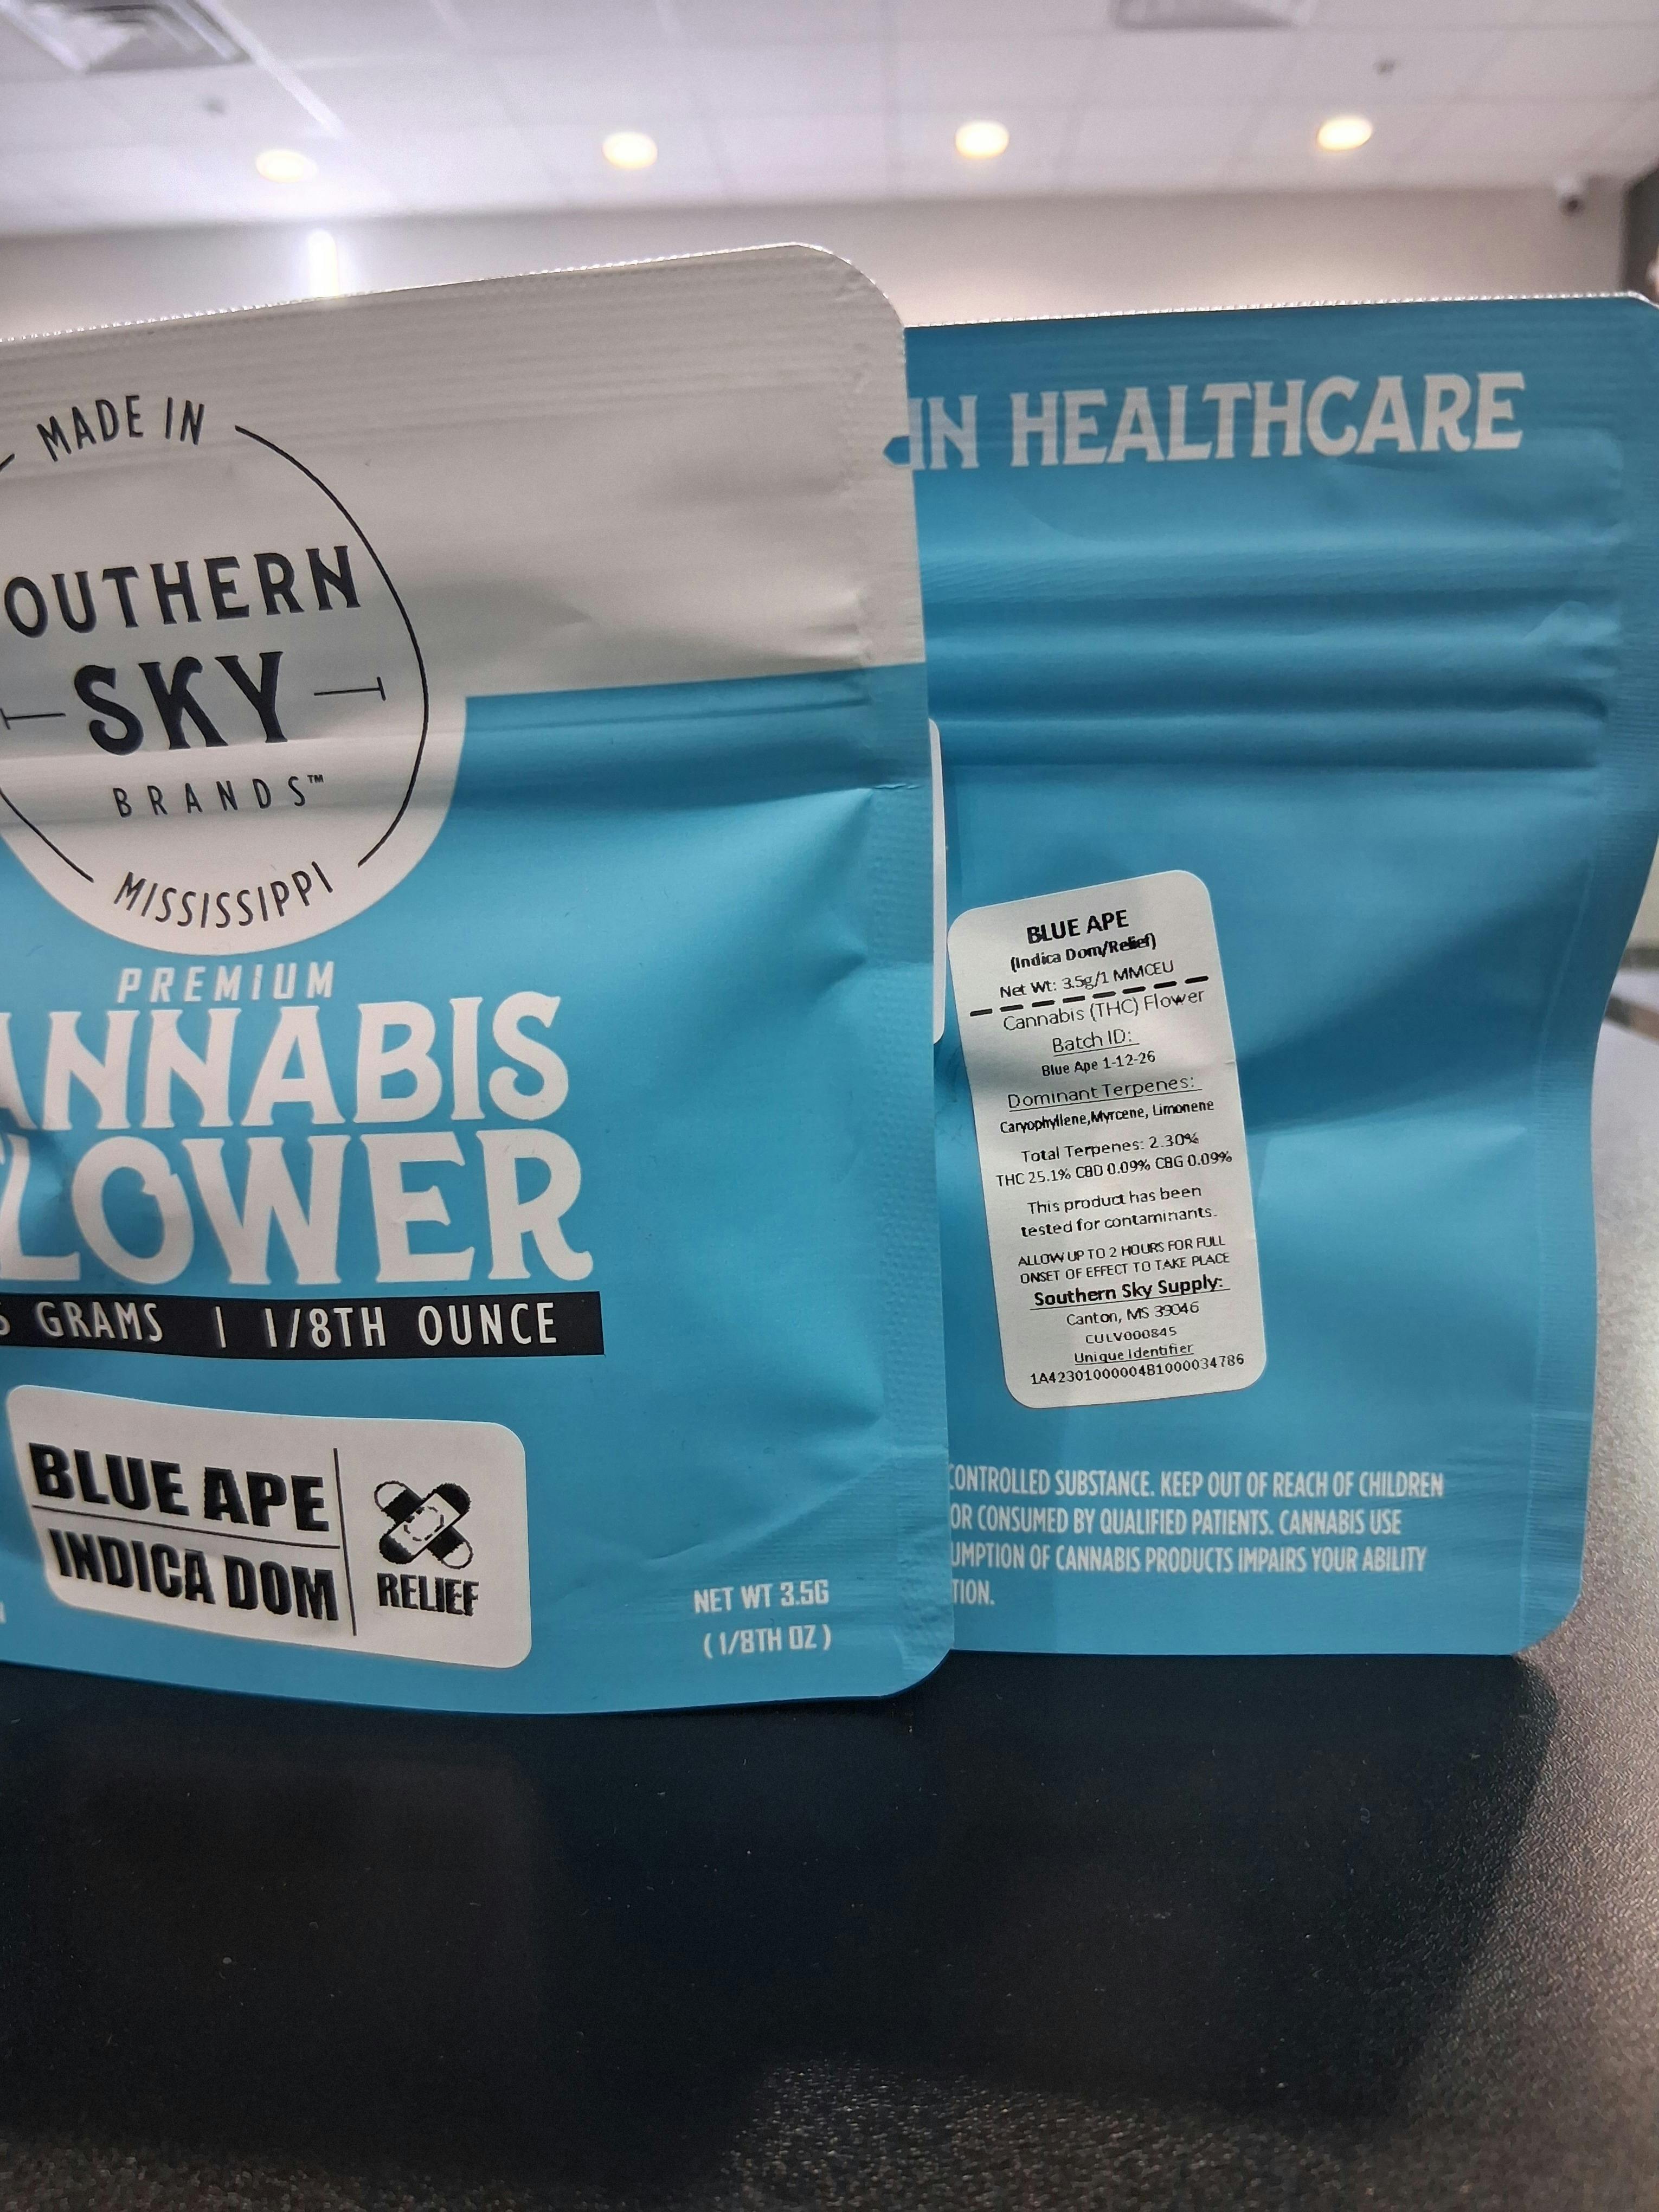 MADE IN
OUTHERN
SKY
BRANDS™
MISSISSIPPI
PREMIUM
ANNABIS
LOWER
GRAMS | 1/8TH OUNCE
BLUE APE
INDICA DOM
RELIEF
NET WT 3.5G
(1/8TH OZ)
IN HEALTHCARE
BLUE APE
(Indica Dom/Relief)
Net Wt: 3.5g/1 MMCEU
Cannabis (THC) Flower
Batch ID:
Blue Ape 1-12-26
Dominant Terpenes:
Caryophyllene,Myrcene, Limonene
Total Terpenes: 2.30%
THC 25.1% CBD 0.09% CBG 0.09%
This product has been
tested for contaminants.
ALLOW UP TO 2 HOURS FOR FULL
ONSET OF EFFECT TO TAKE PLACE
Southern Sky Supply:
Canton, MS 39046
CULV000845
Unique Identifier
1A42301000004B1000034786
CONTROLLED SUBSTANCE. KEEP OUT OF REACH OF CHILDREN
OR CONSUMED BY QUALIFIED PATIENTS. CANNABIS USE
UMPTION OF CANNABIS PRODUCTS IMPAIRS YOUR ABILITY
TION.